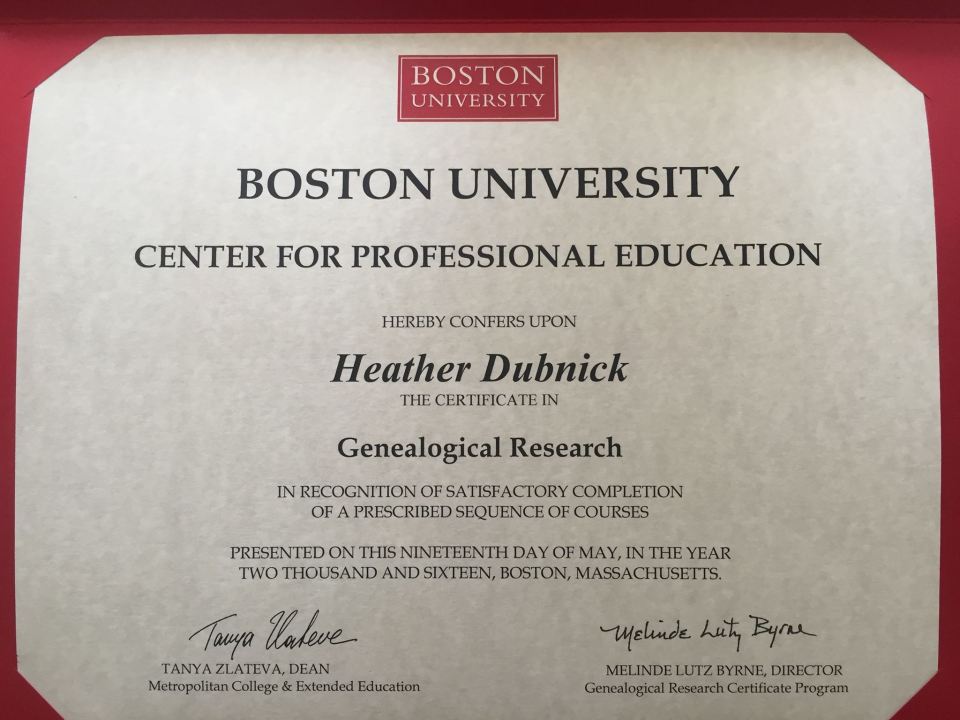 BOSTON
UNIVERSITY
BOSTON UNIVERSITY
CENTER FOR PROFESSIONAL EDUCATION
HEREBY CONFERS UPON
Heather Dubnick
THE CERTIFICATE IN
Genealogical Research
IN RECOGNITION OF SATISFACTORY COMPLETION
OF A PRESCRIBED SEQUENCE OF COURSES
PRESENTED ON THIS NINETEENTH DAY OF MAY, IN THE YEAR
TWO THOUSAND AND SIXTEEN, BOSTON, MASSACHUSETTS.
Tanya Zlateva
Melinde Lutz Byrne
TANYA ZLATEVA, DEAN
MELINDE LUTZ BYRNE, DIRECTOR
Metropolitan College & Extended Education
Genealogical Research Certificate Program